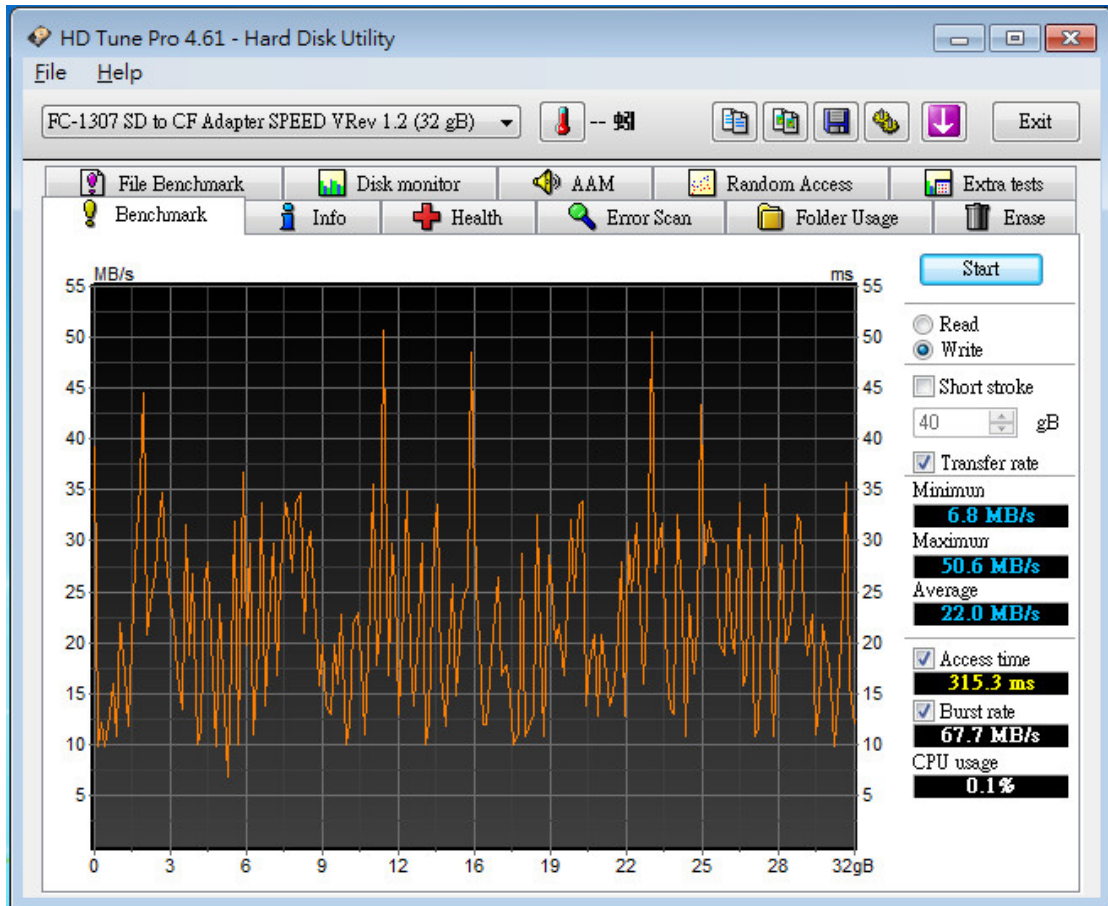 HD Tune Pro 4.61 - Hard Disk Utility
File Help
FC-1307 SD to CF Adapter SPEED VRev 1.2 (32 gB) -- 蚓 Exit
File Benchmark Disk monitor AAM Random Access Extra tests
Benchmark Info Health Error Scan Folder Usage Erase
MB/s ms
55 55
50 50
45 45
40 40
35 35
30 30
25 25
20 20
15 15
10 10
5 5
0 3 6 9 12 16 19 22 25 28 32gB
Start
Read
Write
Short stroke
40 gB
Transfer rate
Minimun
6.8 MB/s
Maximun
50.6 MB/s
Average
22.0 MB/s
Access time
315.3 ms
Burst rate
67.7 MB/s
CPU usage
0.1%